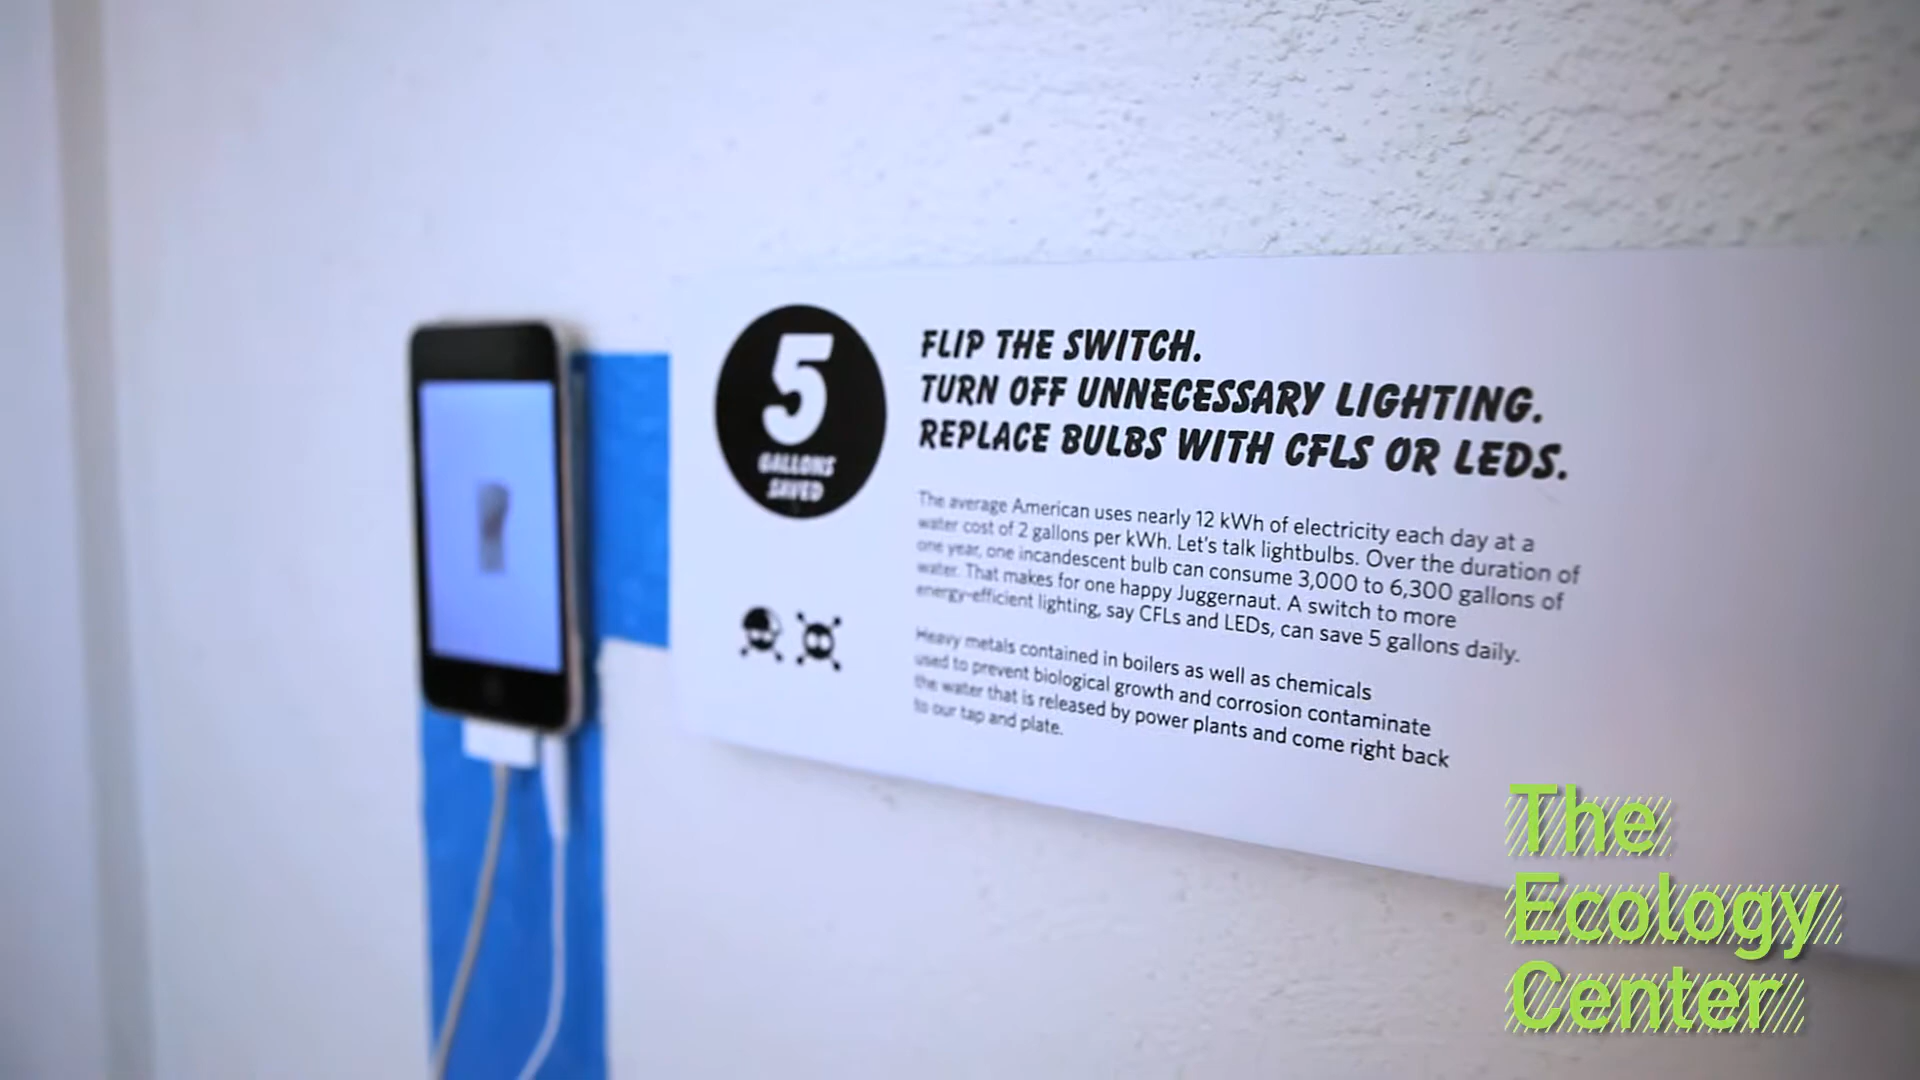 5
GALLONS
SAVED
FLIP THE SWITCH.
TURN OFF UNNECESSARY LIGHTING.
REPLACE BULBS WITH CFLS OR LEDS.
The average American uses nearly 12 kWh of electricity each day at a
water cost of 2 gallons per kWh. Let's talk lightbulbs. Over the duration of
one year, one incandescent bulb can consume 3,000 to 6,300 gallons of
water. That makes for one happy Juggernaut. A switch to more
energy-efficient lighting, say CFLs and LEDs, can save 5 gallons daily.
Heavy metals contained in boilers as well as chemicals
used to prevent biological growth and corrosion contaminate
the water that is released by power plants and come right back
to our tap and plate.
The
Ecology
Center